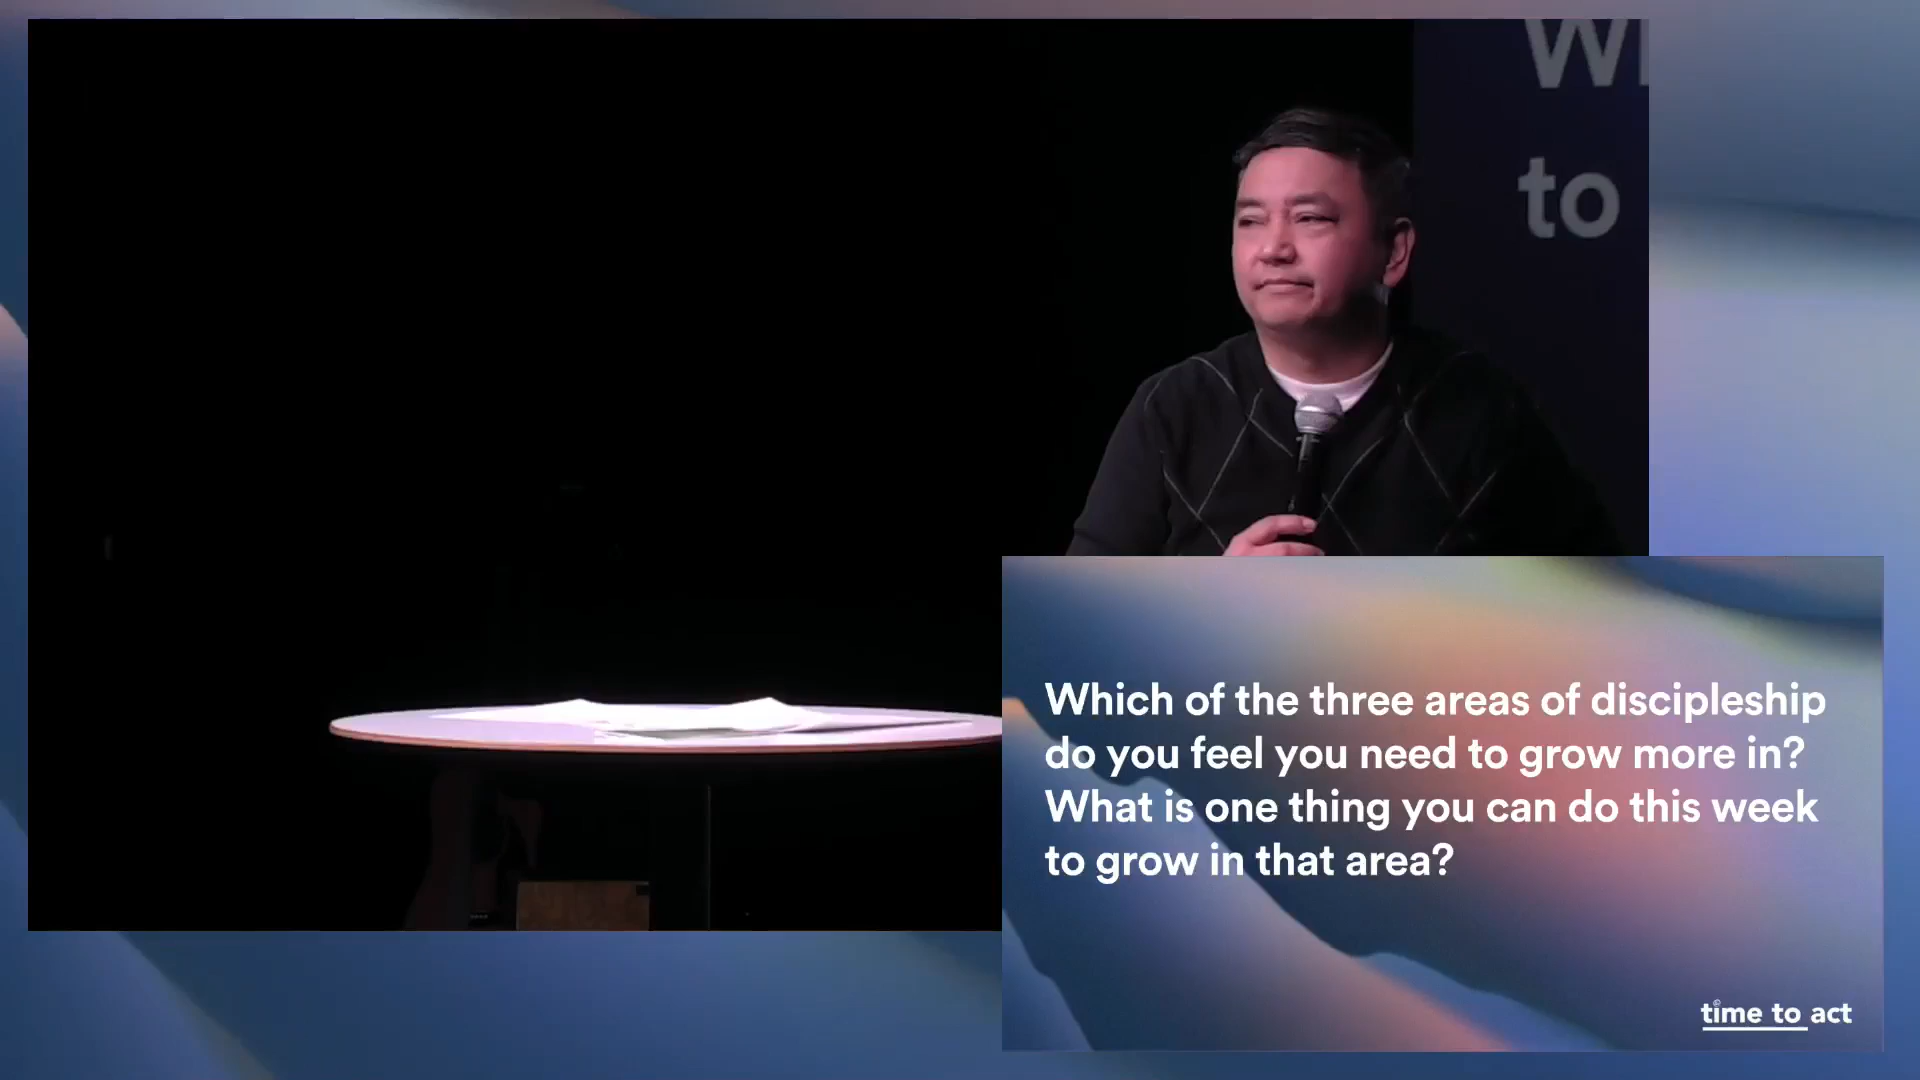 to
Which of the three areas of discipleship
do you feel you need to grow more in?
What is one thing you can do this week
to grow in that area?
time to act